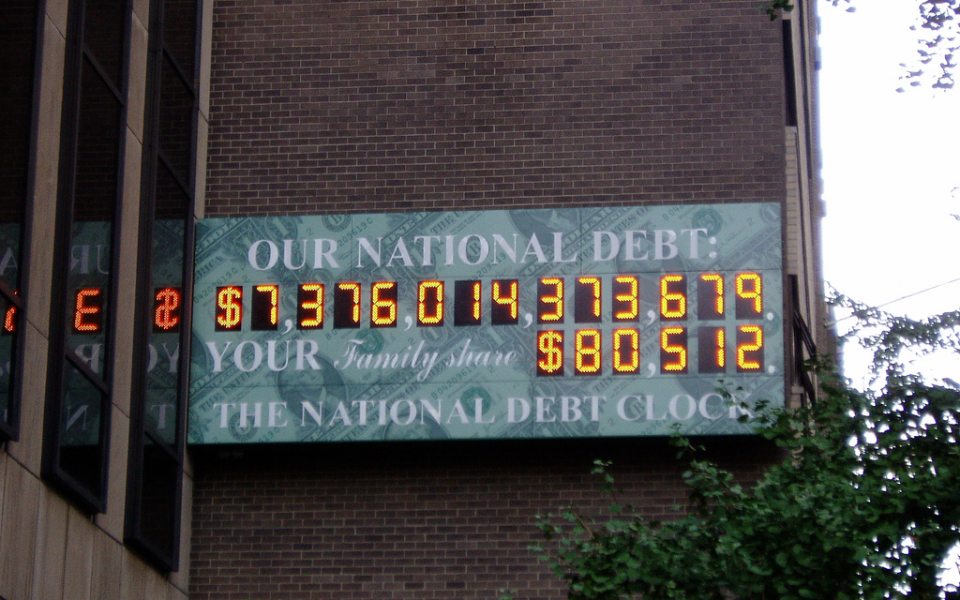 OUR NATIONAL DEBT:
$7,376,014,373,679.
YOUR Family share $80,512.
THE NATIONAL DEBT CLOCK